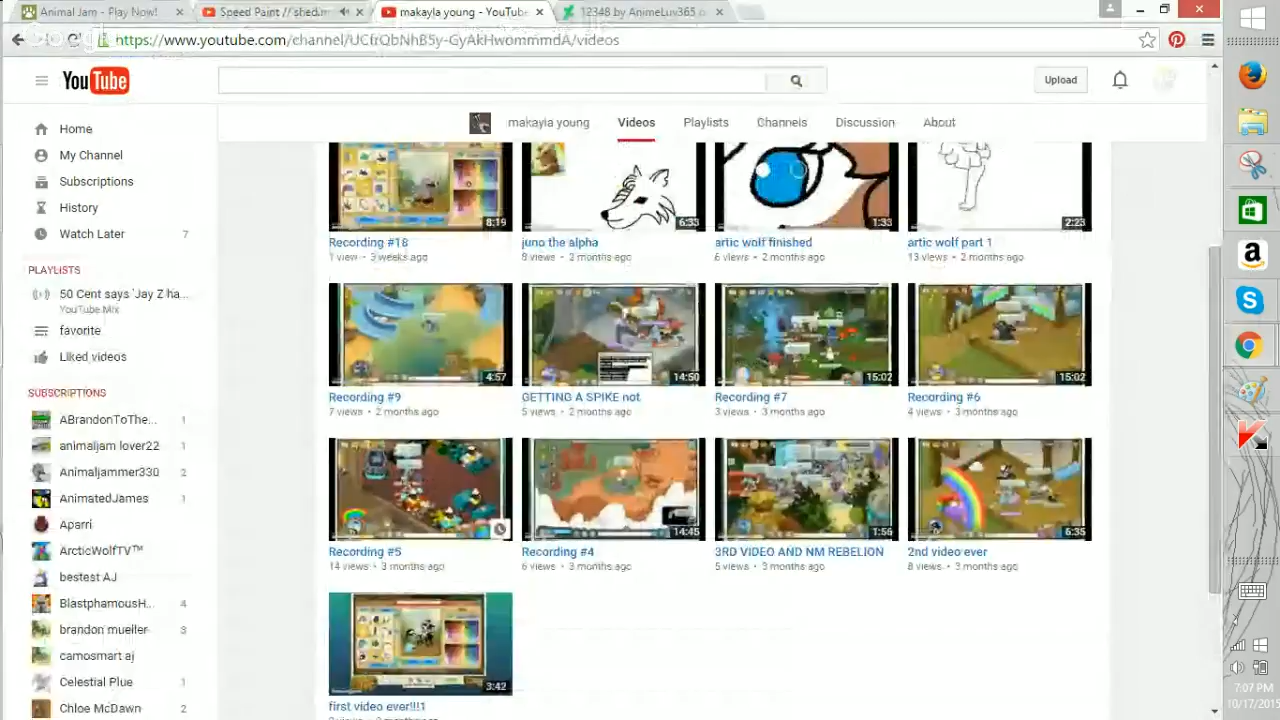 Animal Jam - Play Now!
Speed Paint // shed.m
makayla young - YouTube
12348 by AnimeLuv365 o
https://www.youtube.com/channel/
/videos
YouTube
Upload
makayla young Videos Playlists Channels Discussion About
Home
My Channel
Subscriptions
History
Watch Later 7
PLAYLISTS
50 Cent says 'Jay Z ha...
YouTube Mix
favorite
Liked videos
SUBSCRIPTIONS
aBrandonToThe... 1
animaljam lover22 1
Animaljammer330 2
AnimatedJames 1
Aparri
ArcticWolfTV™
bestest AJ
BlastphamousH... 4
brandon mueller 3
camosmart aj
Celestial Plus 1
Chloe McDawn 2
8:19 6:33 1:33 2:23
Recording #18 juno the alpha artic wolf finished artic wolf part 1
1 view • 3 weeks ago 8 views • 2 months ago 6 views • 2 months ago 13 views • 2 months ago
4:57 14:50 15:02 15:02
Recording #9 GETTING A SPIKE not Recording #7 Recording #6
7 views • 2 months ago 5 views • 2 months ago 3 views • 3 months ago 4 views • 3 months ago
14:45 1:56 6:35
Recording #5 Recording #4 3RD VIDEO AND NM REBELION 2nd video ever
14 views • 3 months ago 6 views • 3 months ago 5 views • 3 months ago 8 views • 3 months ago
3:42
first video ever!!!1
views • 3 months ago
7:07 PM
10/17/2015